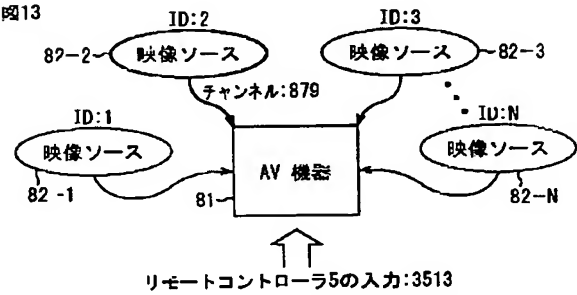 図13
ID:2
ID:3
82-2
映像ソース
映像ソース
82-3
チャンネル:879
ID:1
ID:N
映像ソース
AV 機器
映像ソース
82-1
81
82-N
リモートコントローラ5の入力:3513